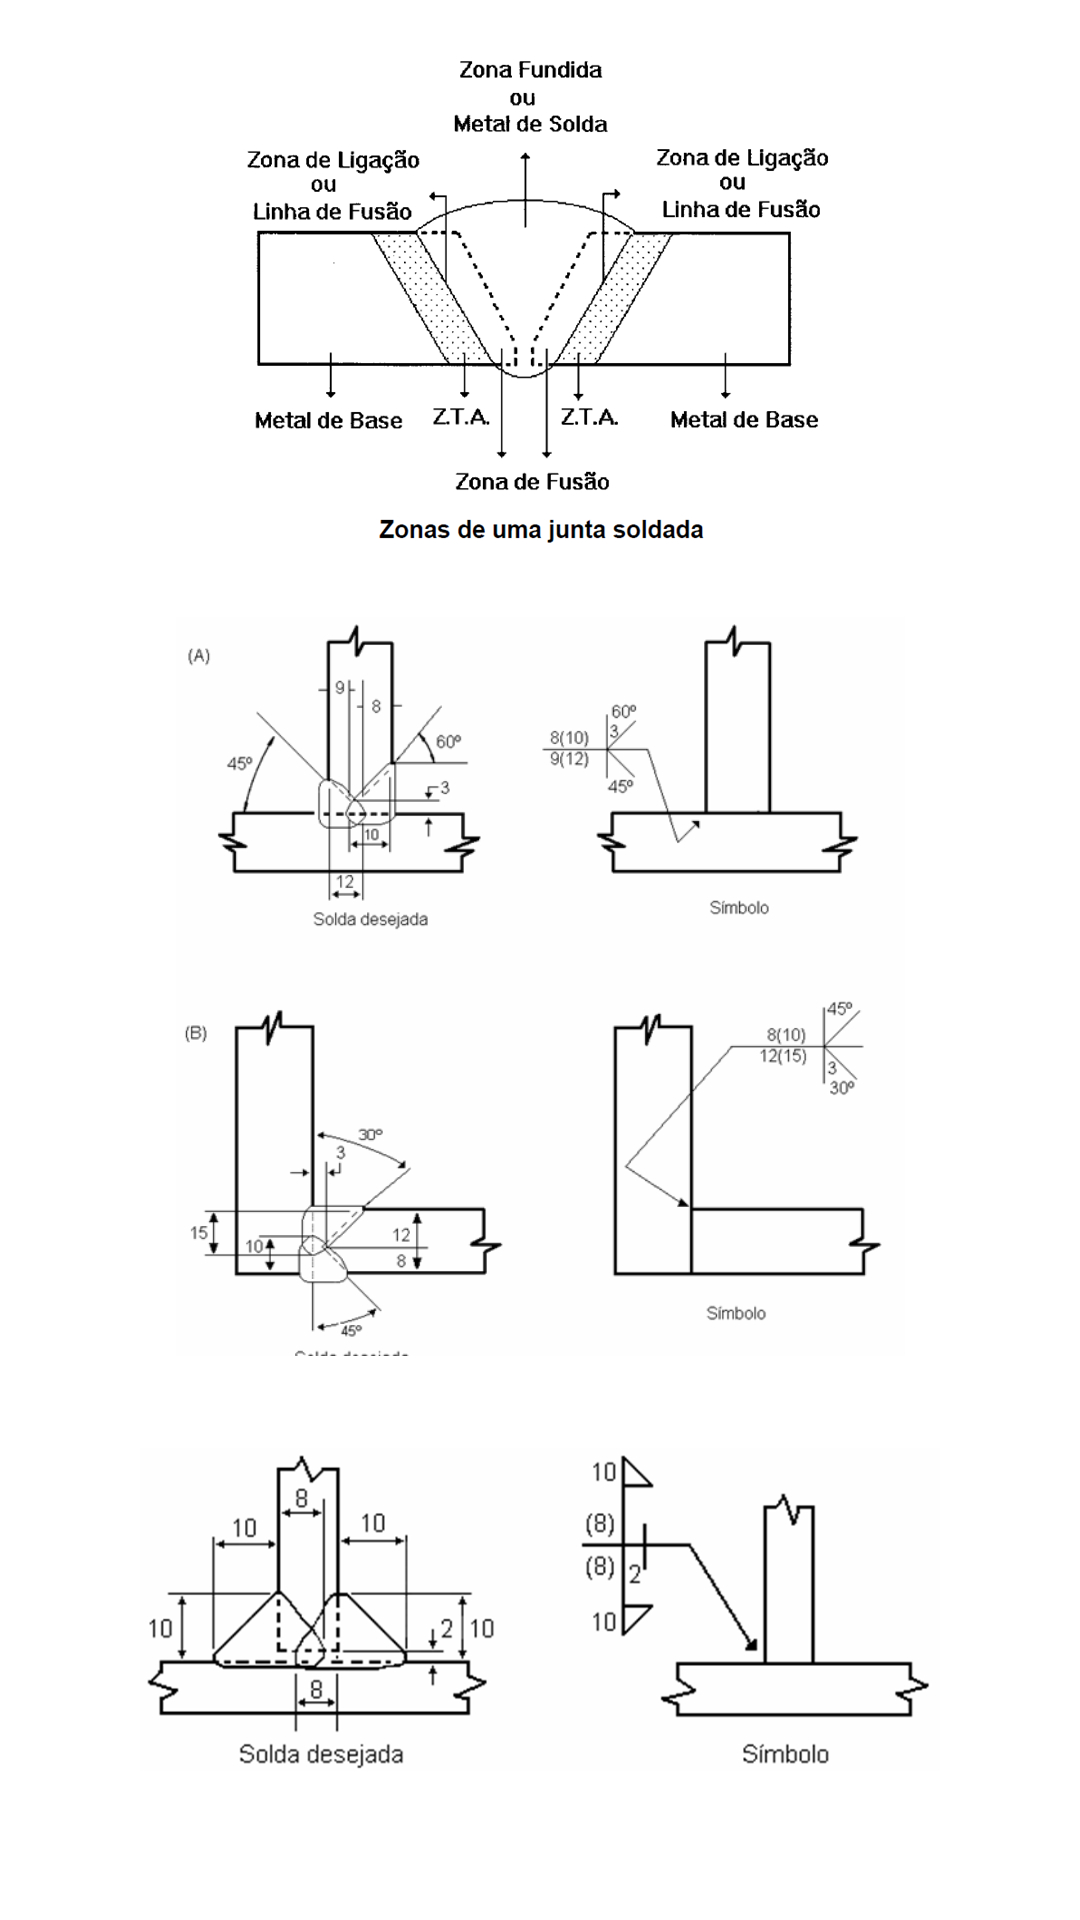 Zona Fundida
ou
Metal de Solda
Zona de Ligação
ou
Linha de Fusão
Zona de Ligação
ou
Linha de Fusão
Metal de Base
Z.T.A.
Z.T.A.
Metal de Base
Zona de Fusão
Zonas de uma junta soldada
(A)
9
8
45º
60º
3
10
12
Solda desejada
60º
3
8(10)
9(12)
45º
Símbolo
(B)
30º
3
15
10
12
8
45º
Solda desejada
45º
8(10)
12(15)
3
30º
Símbolo
8
10
10
10
2
10
8
Solda desejada
10
(8)
(8)
2
10
Símbolo